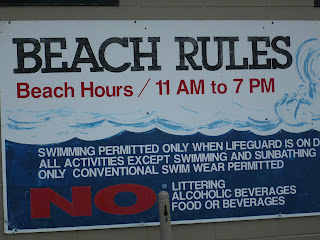 BEACH RULES
Beach Hours / 11 AM to 7 PM
SWIMMING PERMITTED ONLY WHEN LIFEGUARD IS ON D
ALL ACTIVITIES EXCEPT SWIMMING AND SUNBATHING
ONLY CONVENTIONAL SWIM WEAR PERMITTED
NO
LITTERING
ALCOHOLIC BEVERAGES
FOOD OR BEVERAGES